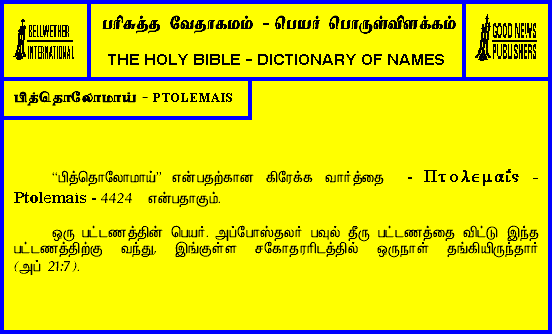 BELLWETHER
INTERNATIONAL
பரிசுத்த வேதாகமம் - பெயர் பொருள்விளக்கம்
THE HOLY BIBLE - DICTIONARY OF NAMES
GOOD NEWS
PUBLISHERS
பித்தொலோமாய் - PTOLEMAIS
“பித்தொலோமாய்” என்பதற்கான கிரேக்க வார்த்தை - Πτολεμαΐς -
Ptolemais - 4424 என்பதாகும்.
ஒரு பட்டணத்தின் பெயர். அப்போஸ்தலர் பவுல் தீரு பட்டணத்தை விட்டு இந்த
பட்டணத்திற்கு வந்து, இங்குள்ள சகோதரரிடத்தில் ஒருநாள் தங்கியிருந்தார்
(அப் 21:7).